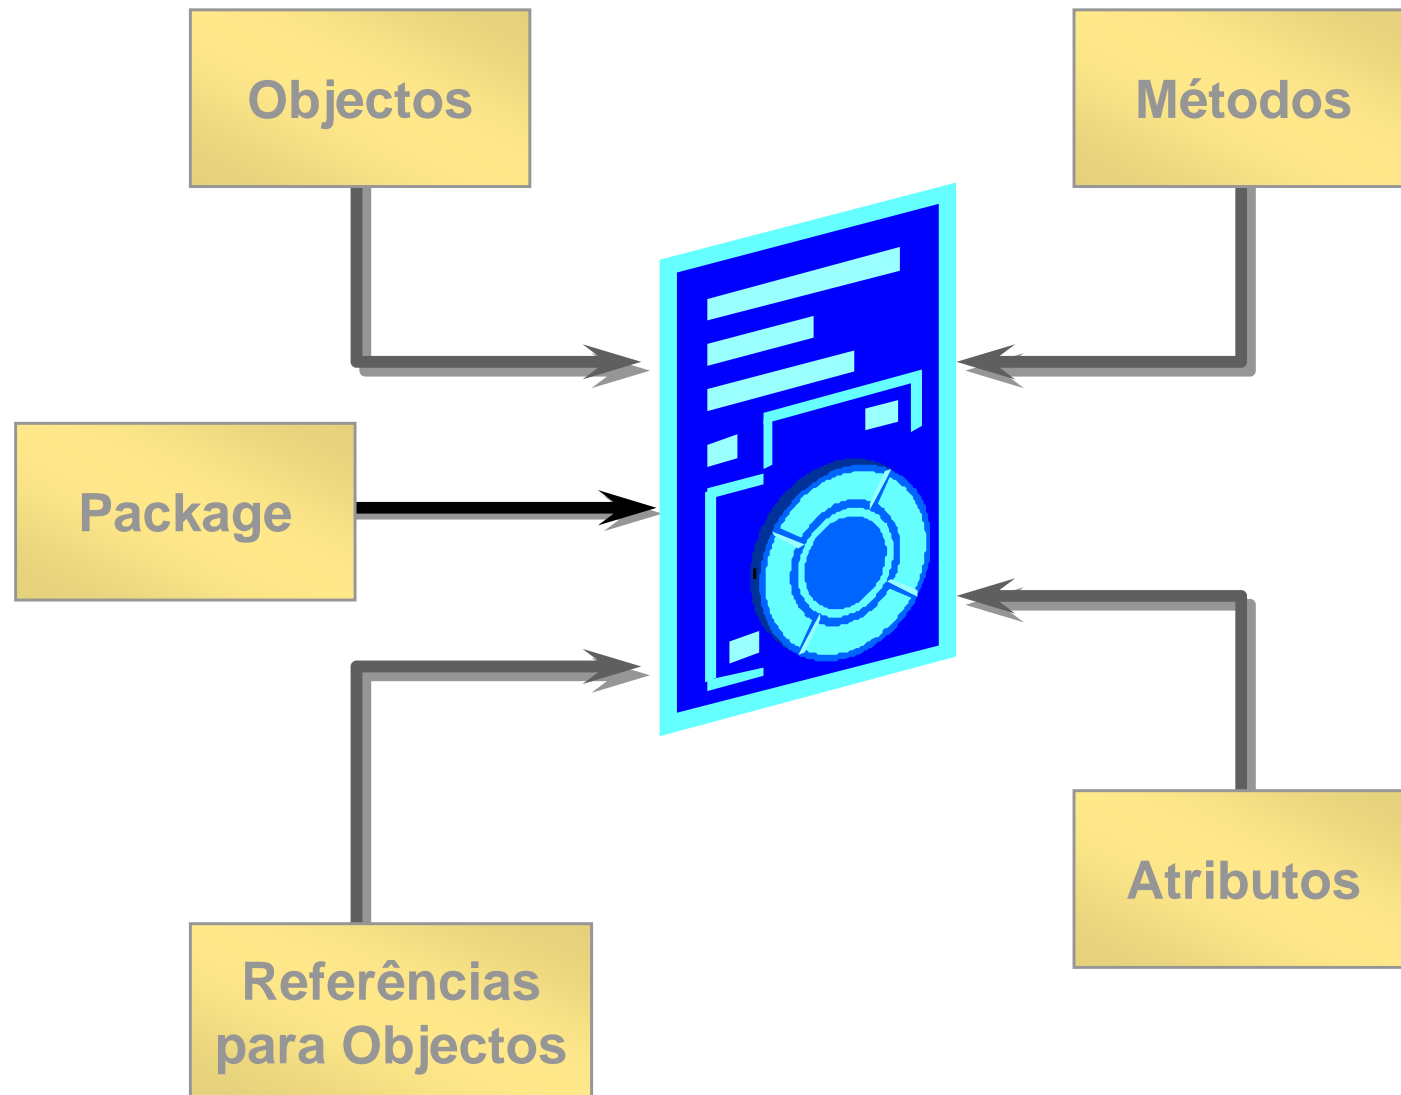 Objectos
Métodos
Package
Atributos
Referências
para Objectos